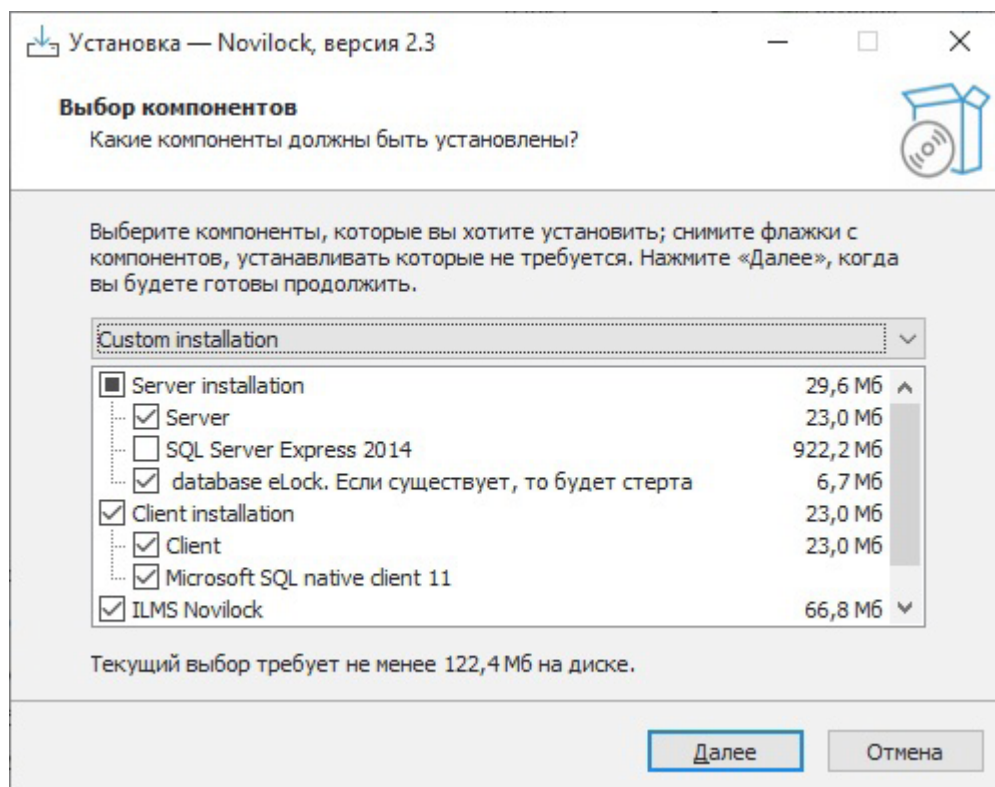 Установка — Novilock, версия 2.3
Выбор компонентов
Какие компоненты должны быть установлены?
Выберите компоненты, которые вы хотите установить; снимите флажки с
компонентов, устанавливать которые не требуется. Нажмите «Далее», когда
вы будете готовы продолжить.
Custom installation
Server installation 29,6 Мб
Server 23,0 Мб
SQL Server Express 2014 922,2 Мб
database eLock. Если существует, то будет стерта 6,7 Мб
Client installation 23,0 Мб
Client 23,0 Мб
Microsoft SQL native client 11
ILMS Novilock 66,8 Мб
Текущий выбор требует не менее 122,4 Мб на диске.
Далее Отмена